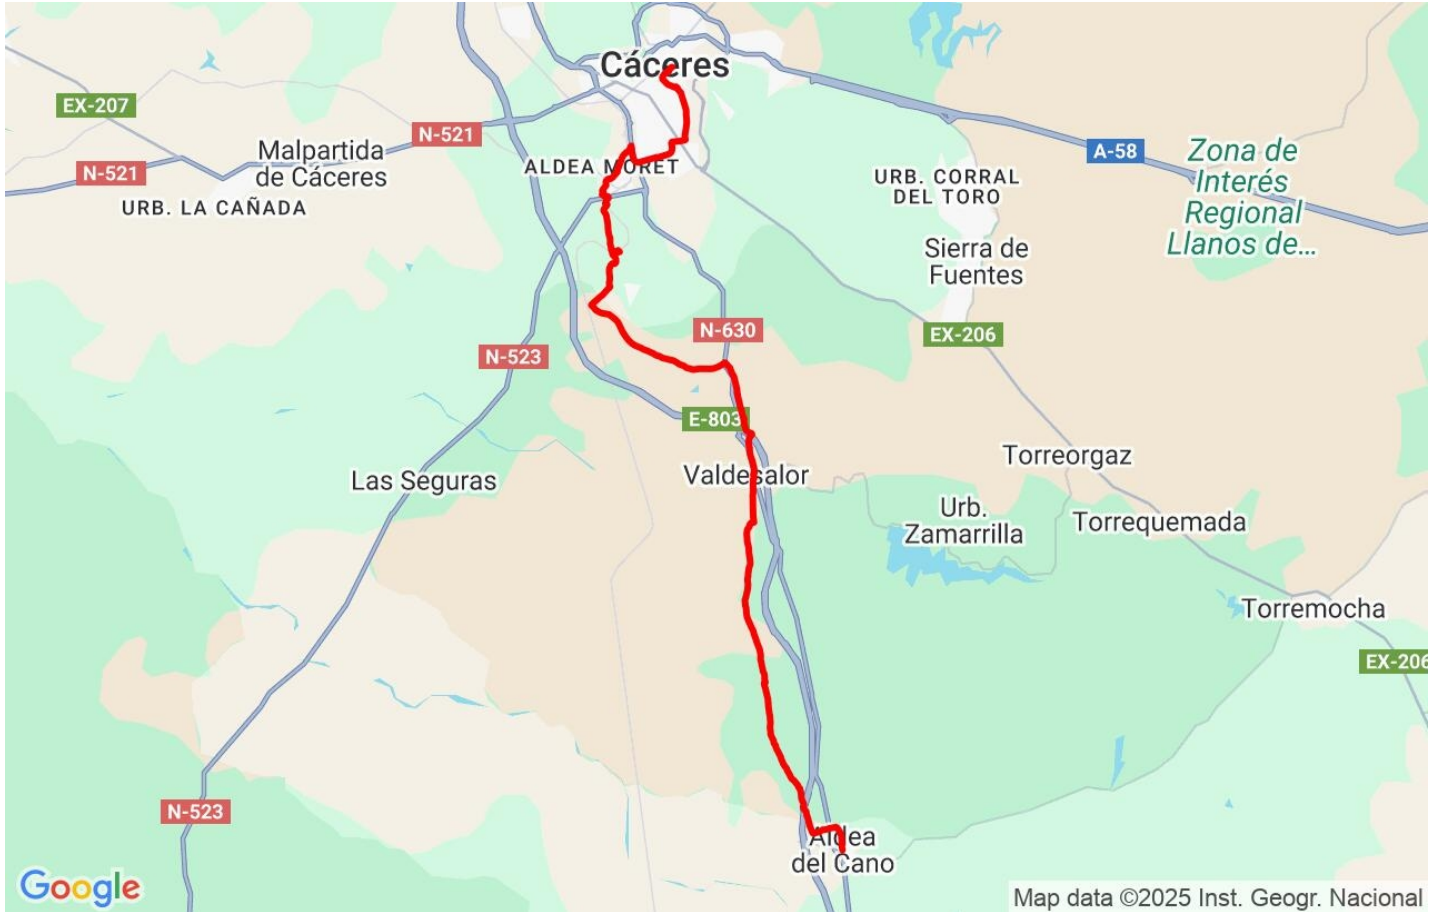 Cáceres
EX-207
N-521
Malpartida
de Cáceres
N-521
URB. LA CAÑADA
ALDEA MORET
A-58
Zona de
Interés
Regional
Llanos de...
URB. CORRAL
DEL TORO
Sierra de
Fuentes
N-630
EX-206
N-523
E-803
Valdesalor
Las Seguras
Torreorgaz
Urb.
Zamarrilla
Torrequemada
Torremocha
EX-206
N-523
Aldea
del Cano
Google
Map data ©2025 Inst. Geogr. Nacional